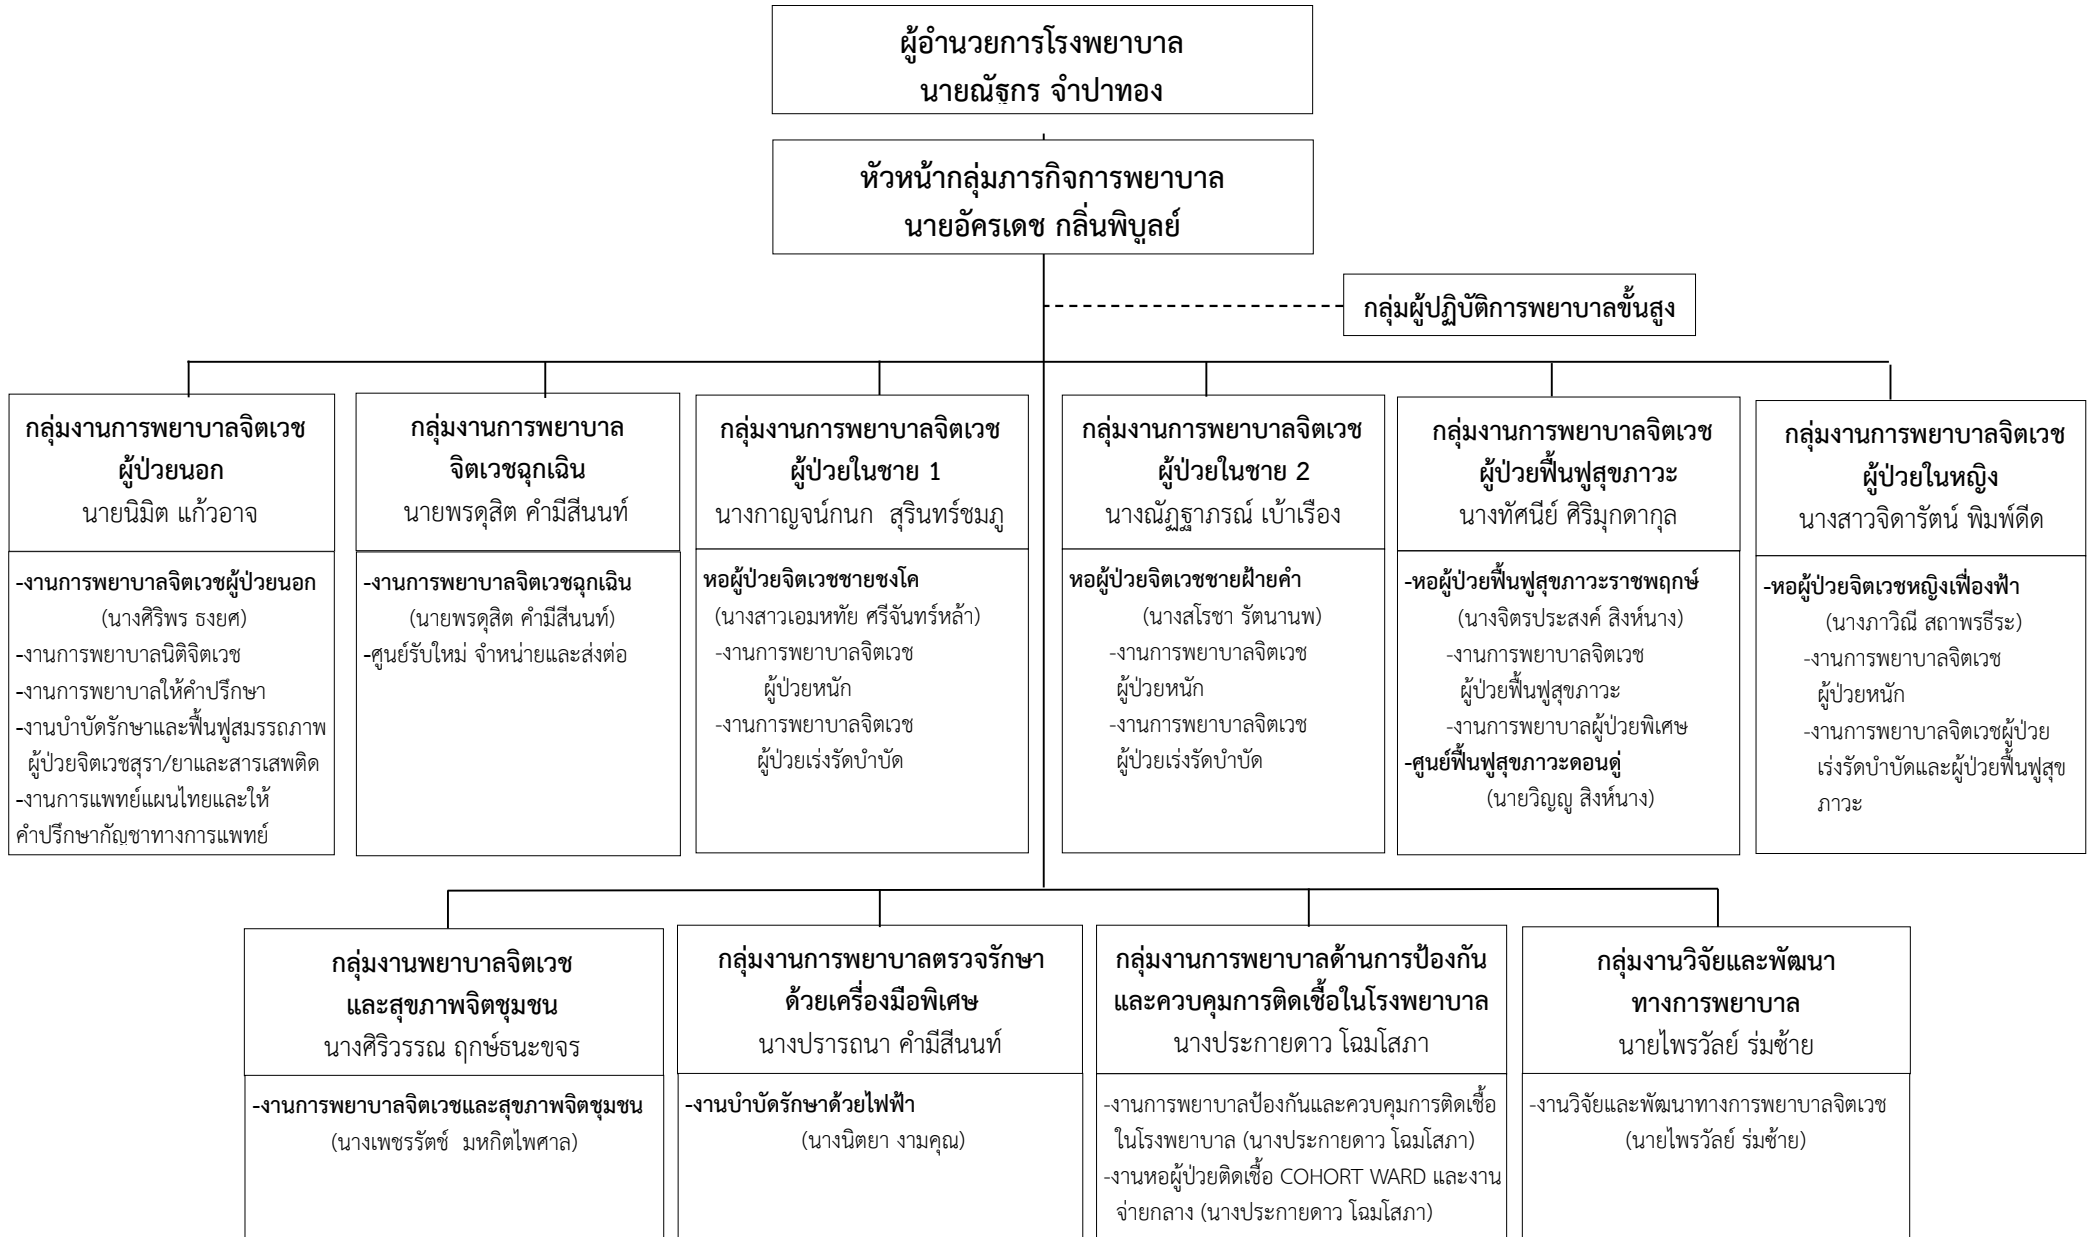 ผู้อำนวยการโรงพยาบาล
นายณัฐกร จำปาทอง
หัวหน้ากลุ่มภารกิจการพยาบาล
นายอัครเดช กลิ่นพิบูลย์
กลุ่มผู้ปฏิบัติการพยาบาลขั้นสูง
กลุ่มงานการพยาบาลจิตเวช
ผู้ป่วยนอก
นายนิมิต แก้วอาจ
-งานการพยาบาลจิตเวชผู้ป่วยนอก
(นางศิริพร ธงยศ)
-งานการพยาบาลนิติจิตเวช
-งานการพยาบาลให้คำปรึกษา
-งานบำบัดรักษาและฟื้นฟูสมรรถภาพ
ผู้ป่วยจิตเวชสุรา/ยาและสารเสพติด
-งานการแพทย์แผนไทยและให้
คำปรึกษากัญชาทางการแพทย์
กลุ่มงานการพยาบาล
จิตเวชฉุกเฉิน
นายพรดุสิต คำมีสีนนท์
-งานการพยาบาลจิตเวชฉุกเฉิน
(นายพรดุสิต คำมีสีนนท์)
-ศูนย์รับใหม่ จำหน่ายและส่งต่อ
กลุ่มงานการพยาบาลจิตเวช
ผู้ป่วยในชาย 1
นางกาญจน์กนก สุรินทร์ชมภู
หอผู้ป่วยจิตเวชชายชงโค
(นางสาวเอมหทัย ศรีจันทร์หล้า)
-งานการพยาบาลจิตเวช
ผู้ป่วยหนัก
-งานการพยาบาลจิตเวช
ผู้ป่วยเร่งรัดบำบัด
กลุ่มงานการพยาบาลจิตเวช
ผู้ป่วยในชาย 2
นางณัฏฐาภรณ์ เบ้าเรือง
หอผู้ป่วยจิตเวชชายฝ้ายคำ
(นางสโรชา รัตนานพ)
-งานการพยาบาลจิตเวช
ผู้ป่วยหนัก
-งานการพยาบาลจิตเวช
ผู้ป่วยเร่งรัดบำบัด
กลุ่มงานการพยาบาลจิตเวช
ผู้ป่วยฟื้นฟูสุขภาวะ
นางทัศนีย์ ศิริมุกดากุล
-หอผู้ป่วยฟื้นฟูสุขภาวะราชพฤกษ์
(นางจิตรประสงค์ สิงห์นาง)
-งานการพยาบาลจิตเวช
ผู้ป่วยฟื้นฟูสุขภาวะ
-งานการพยาบาลผู้ป่วยพิเศษ
-ศูนย์ฟื้นฟูสุขภาวะดอนดู่
(นายวิญญู สิงห์นาง)
กลุ่มงานการพยาบาลจิตเวช
ผู้ป่วยในหญิง
นางสาวจิดารัตน์ พิมพ์ดีด
-หอผู้ป่วยจิตเวชหญิงเฟื่องฟ้า
(นางภาวิณี สถาพรธีระ)
-งานการพยาบาลจิตเวช
ผู้ป่วยหนัก
-งานการพยาบาลจิตเวชผู้ป่วย
เร่งรัดบำบัดและผู้ป่วยฟื้นฟูสุข
ภาวะ
กลุ่มงานพยาบาลจิตเวช
และสุขภาพจิตชุมชน
นางศิริวรรณ ฤกษ์ธนะขจร
-งานการพยาบาลจิตเวชและสุขภาพจิตชุมชน
(นางเพชรรัตช์ มหกิตไพศาล)
กลุ่มงานการพยาบาลตรวจรักษา
ด้วยเครื่องมือพิเศษ
นางปรารถนา คำมีสีนนท์
-งานบำบัดรักษาด้วยไฟฟ้า
(นางนิตยา งามคุณ)
กลุ่มงานการพยาบาลด้านการป้องกัน
และควบคุมการติดเชื้อในโรงพยาบาล
นางประกายดาว โฉมโสภา
-งานการพยาบาลป้องกันและควบคุมการติดเชื้อ
ในโรงพยาบาล (นางประกายดาว โฉมโสภา)
-งานหอผู้ป่วยติดเชื้อ COHORT WARD และงาน
จ่ายกลาง (นางประกายดาว โฉมโสภา)
กลุ่มงานวิจัยและพัฒนา
ทางการพยาบาล
นายไพรวัลย์ ร่มซ้าย
-งานวิจัยและพัฒนาทางการพยาบาลจิตเวช
(นายไพรวัลย์ ร่มซ้าย)